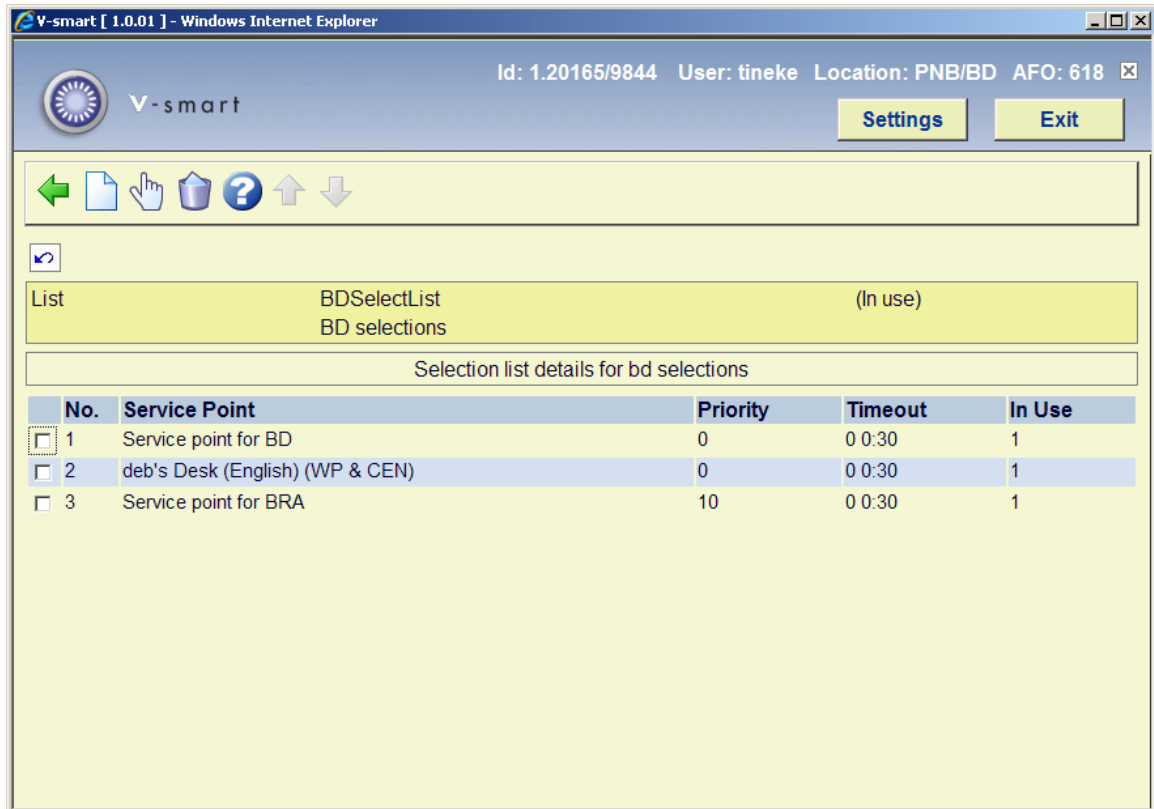 V-smart [ 1.0.01 ] - Windows Internet Explorer
Id: 1.20165/9844 User: tineke Location: PNB/BD AFO: 618
V-smart
Settings Exit
?
List BDSelectList (In use)
BD selections
Selection list details for bd selections
No. Service Point Priority Timeout In Use
1 Service point for BD 0 0 0:30 1
2 deb's Desk (English) (WP & CEN) 0 0 0:30 1
3 Service point for BRA 10 0 0:30 1